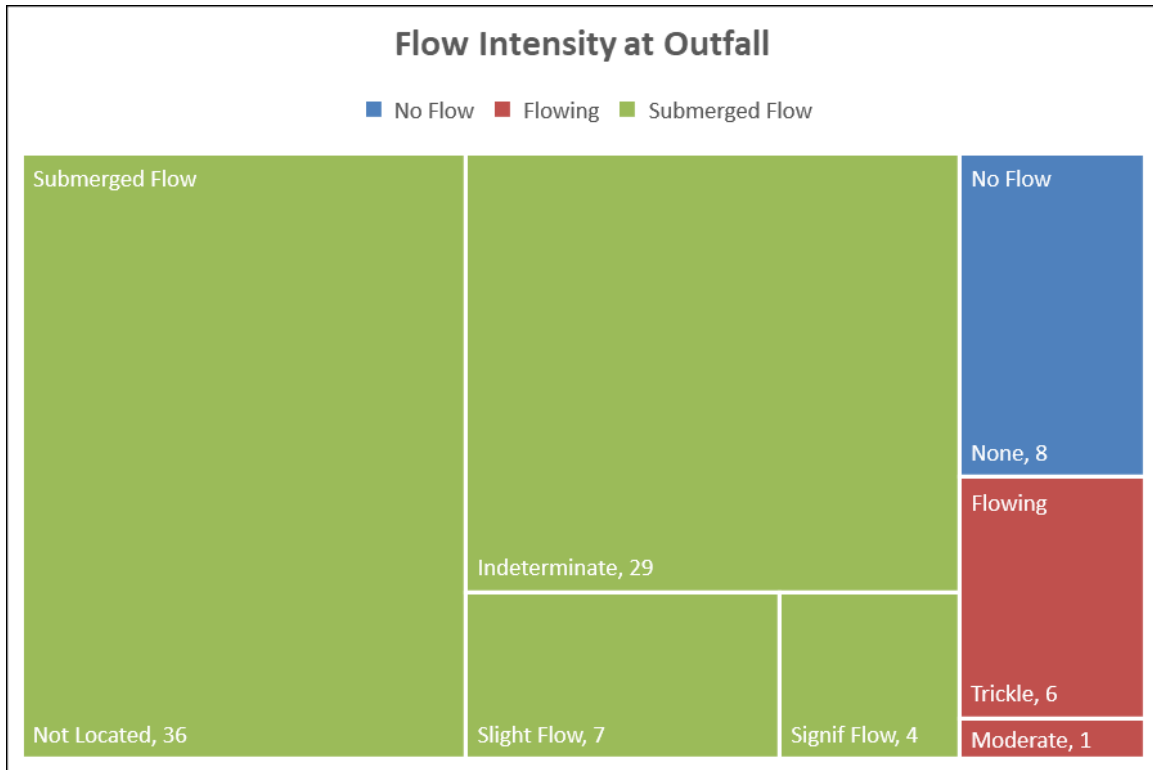 Flow Intensity at Outfall
No Flow Flowing Submerged Flow
Submerged Flow
Not Located, 36
Indeterminate, 29
Slight Flow, 7
Signif Flow, 4
No Flow
None, 8
Flowing
Trickle, 6
Moderate, 1